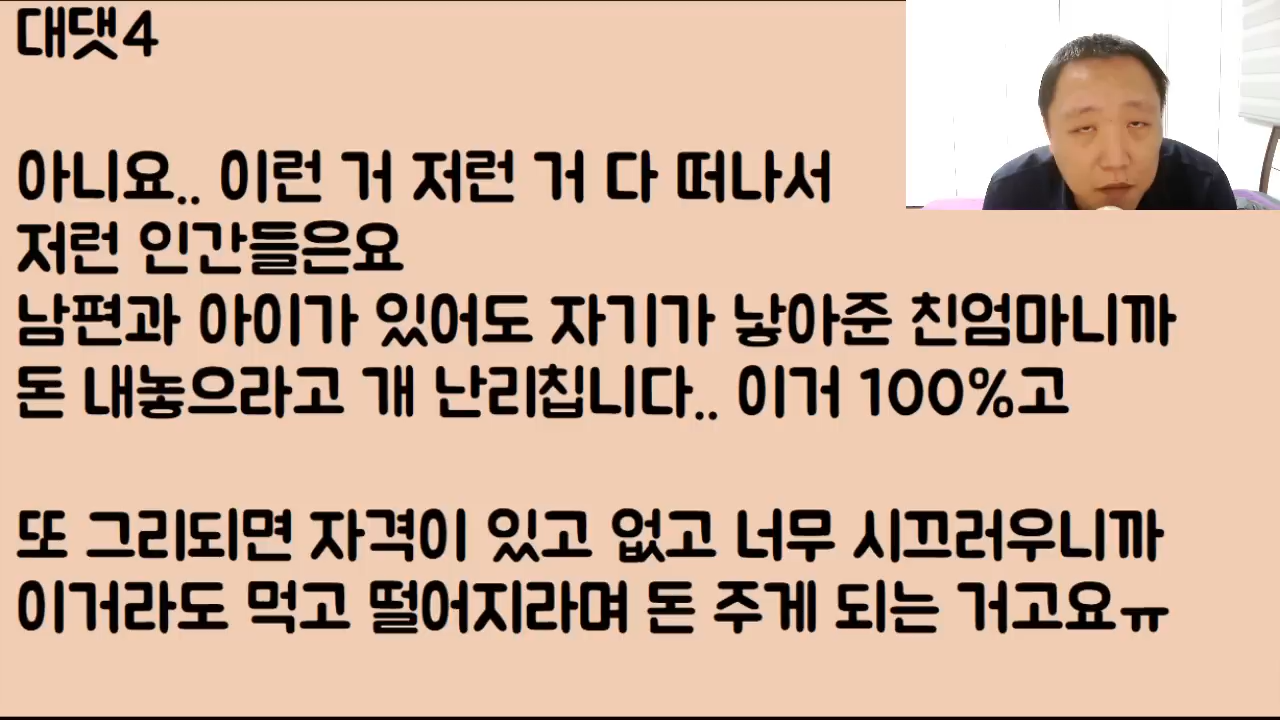 대댓4
아니요.. 이런 거 저런 거 다 떠나서
저런 인간들은요
남편과 아이가 있어도 자기가 낳아준 친엄마니까
돈 내놓으라고 개 난리칩니다.. 이거 100%고
또 그리되면 자격이 있고 없고 너무 시끄러우니까
이거라도 먹고 떨어지라며 돈 주게 되는 거고요ㅠ